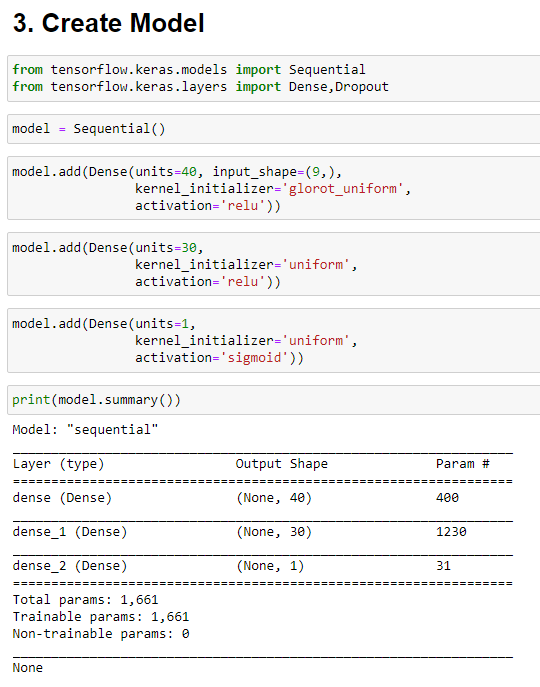 3. Create Model
from tensorflow.keras.models import Sequential
from tensorflow.keras.layers import Dense,Dropout
model = Sequential()
model.add(Dense(units=40, input_shape=(9,),
                kernel_initializer='glorot_uniform',
                activation='relu'))
model.add(Dense(units=30,
                kernel_initializer='uniform',
                activation='relu'))
model.add(Dense(units=1,
                kernel_initializer='uniform',
                activation='sigmoid'))
print(model.summary())
Model: "sequential"
_________________________________________________________________
Layer (type)                 Output Shape              Param #
=================================================================
dense (Dense)                (None, 40)                400
_________________________________________________________________
dense_1 (Dense)              (None, 30)                1230
_________________________________________________________________
dense_2 (Dense)              (None, 1)                 31
=================================================================
Total params: 1,661
Trainable params: 1,661
Non-trainable params: 0
_________________________________________________________________
None